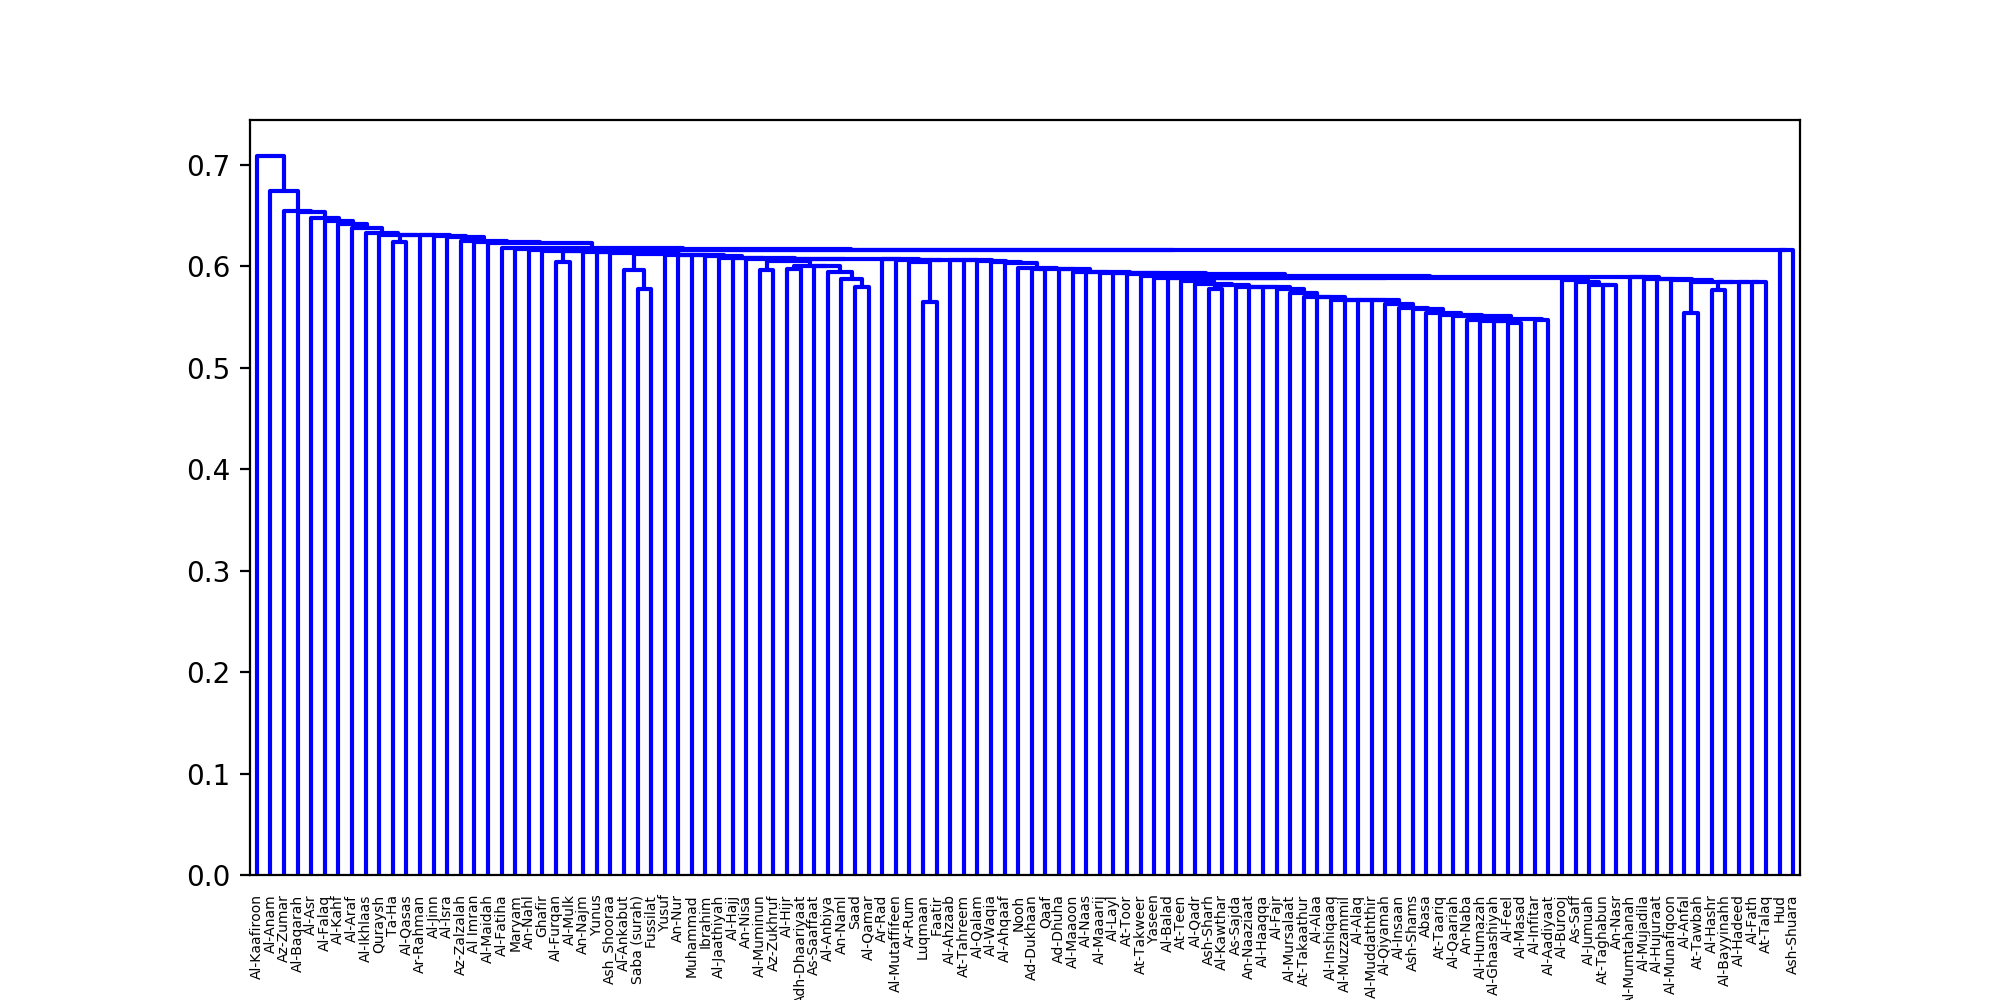 0.7
0.6
0.5
0.4
0.3
0.2
0.1
0.0
Al-Kaafiroon
Al-Anam
Az-Zumar
Al-Baqarah
Al-Asr
Al-Falaq
Al-Kahf
Al-Araf
Al-Ikhlaas
Quraysh
Ta-Ha
Al-Qasas
Ar-Rahman
Al-Jinn
Al-Isra
Az-Zalzalah
Al Imran
Al-Maidah
Al-Fatiha
Maryam
An-Nahl
Ghafir
Al-Furqan
Al-Mulk
An-Najm
Yunus
Ash_Shooraa
Al-Ankabut
Saba (surah)
Fussilat
Yusuf
An-Nur
Muhammad
Ibrahim
Al-Jaathiyah
Al-Hajj
An-Nisa
Al-Muminun
Az-Zukhruf
Al-Hijr
Adh-Dhaariyaat
As-Saaffaat
Al-Anbiya
An-Naml
Saad
Al-Qamar
Ar-Rad
Al-Mutaffifeen
Ar-Rum
Luqmaan
Faatir
Al-Ahzaab
At-Tahreem
Al-Qalam
Al-Waqia
Al-Ahqaaf
Nooh
Ad-Dukhaan
Qaaf
Ad-Dhuha
Al-Maaoon
Al-Naas
Al-Maaarij
Al-Layl
At-Toor
At-Takweer
Yaseen
Al-Balad
At-Teen
Al-Qadr
Ash-Sharh
Al-Kawthar
As-Sajda
An-Naaziaat
Al-Haaqqa
Al-Fajr
Al-Mursalaat
At-Takaathur
Al-Alaa
Al-Inshiqaaq
Al-Muzzammil
Al-Alaq
Al-Muddaththir
Al-Qiyamah
Al-Insaan
Ash-Shams
Abasa
At-Taariq
Al-Qaariah
An-Naba
Al-Humazah
Al-Ghaashiyah
Al-Feel
Al-Masad
Al-Infitar
Al-Aadiyaat
Al-Burooj
As-Saff
Al-Jumuah
At-Taghabun
An-Nasr
Al-Mumtahanah
Al-Mujadila
Al-Hujuraat
Al-Munafiqoon
Al-Anfal
At-Tawbah
Al-Hashr
Al-Bayyinahh
Al-Hadeed
Al-Fath
At-Talaq
Hud
Ash-Shuara